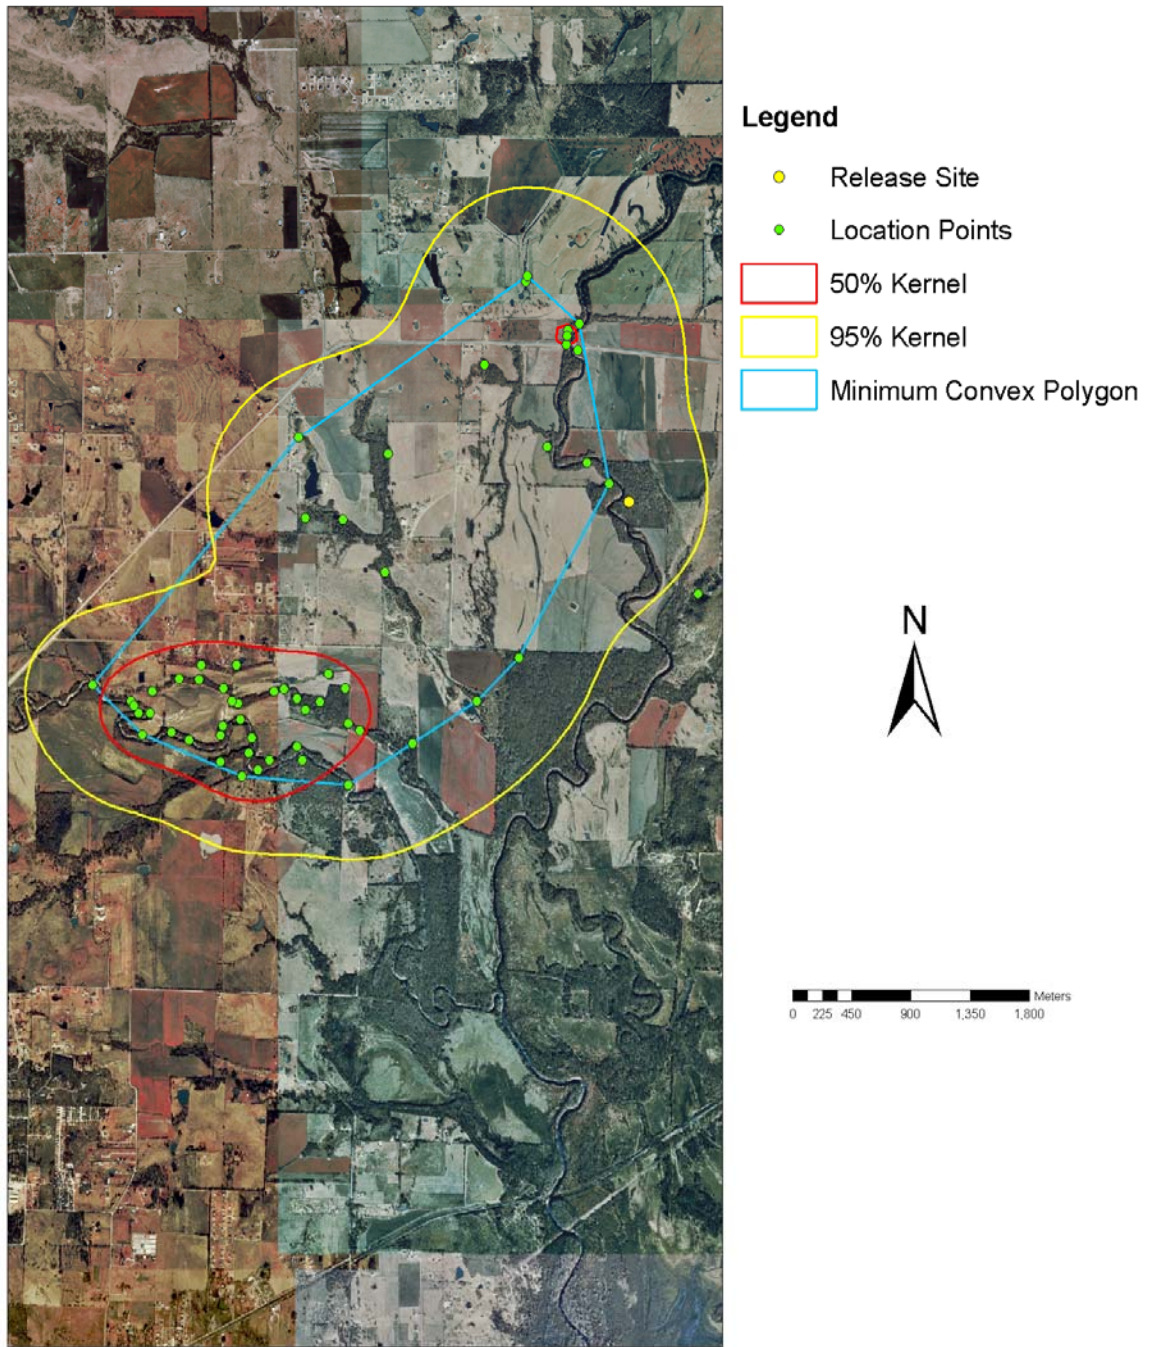 Legend
Release Site
Location Points
50% Kernel
95% Kernel
Minimum Convex Polygon
N
Meters
0 225 450 900 1,350 1,800